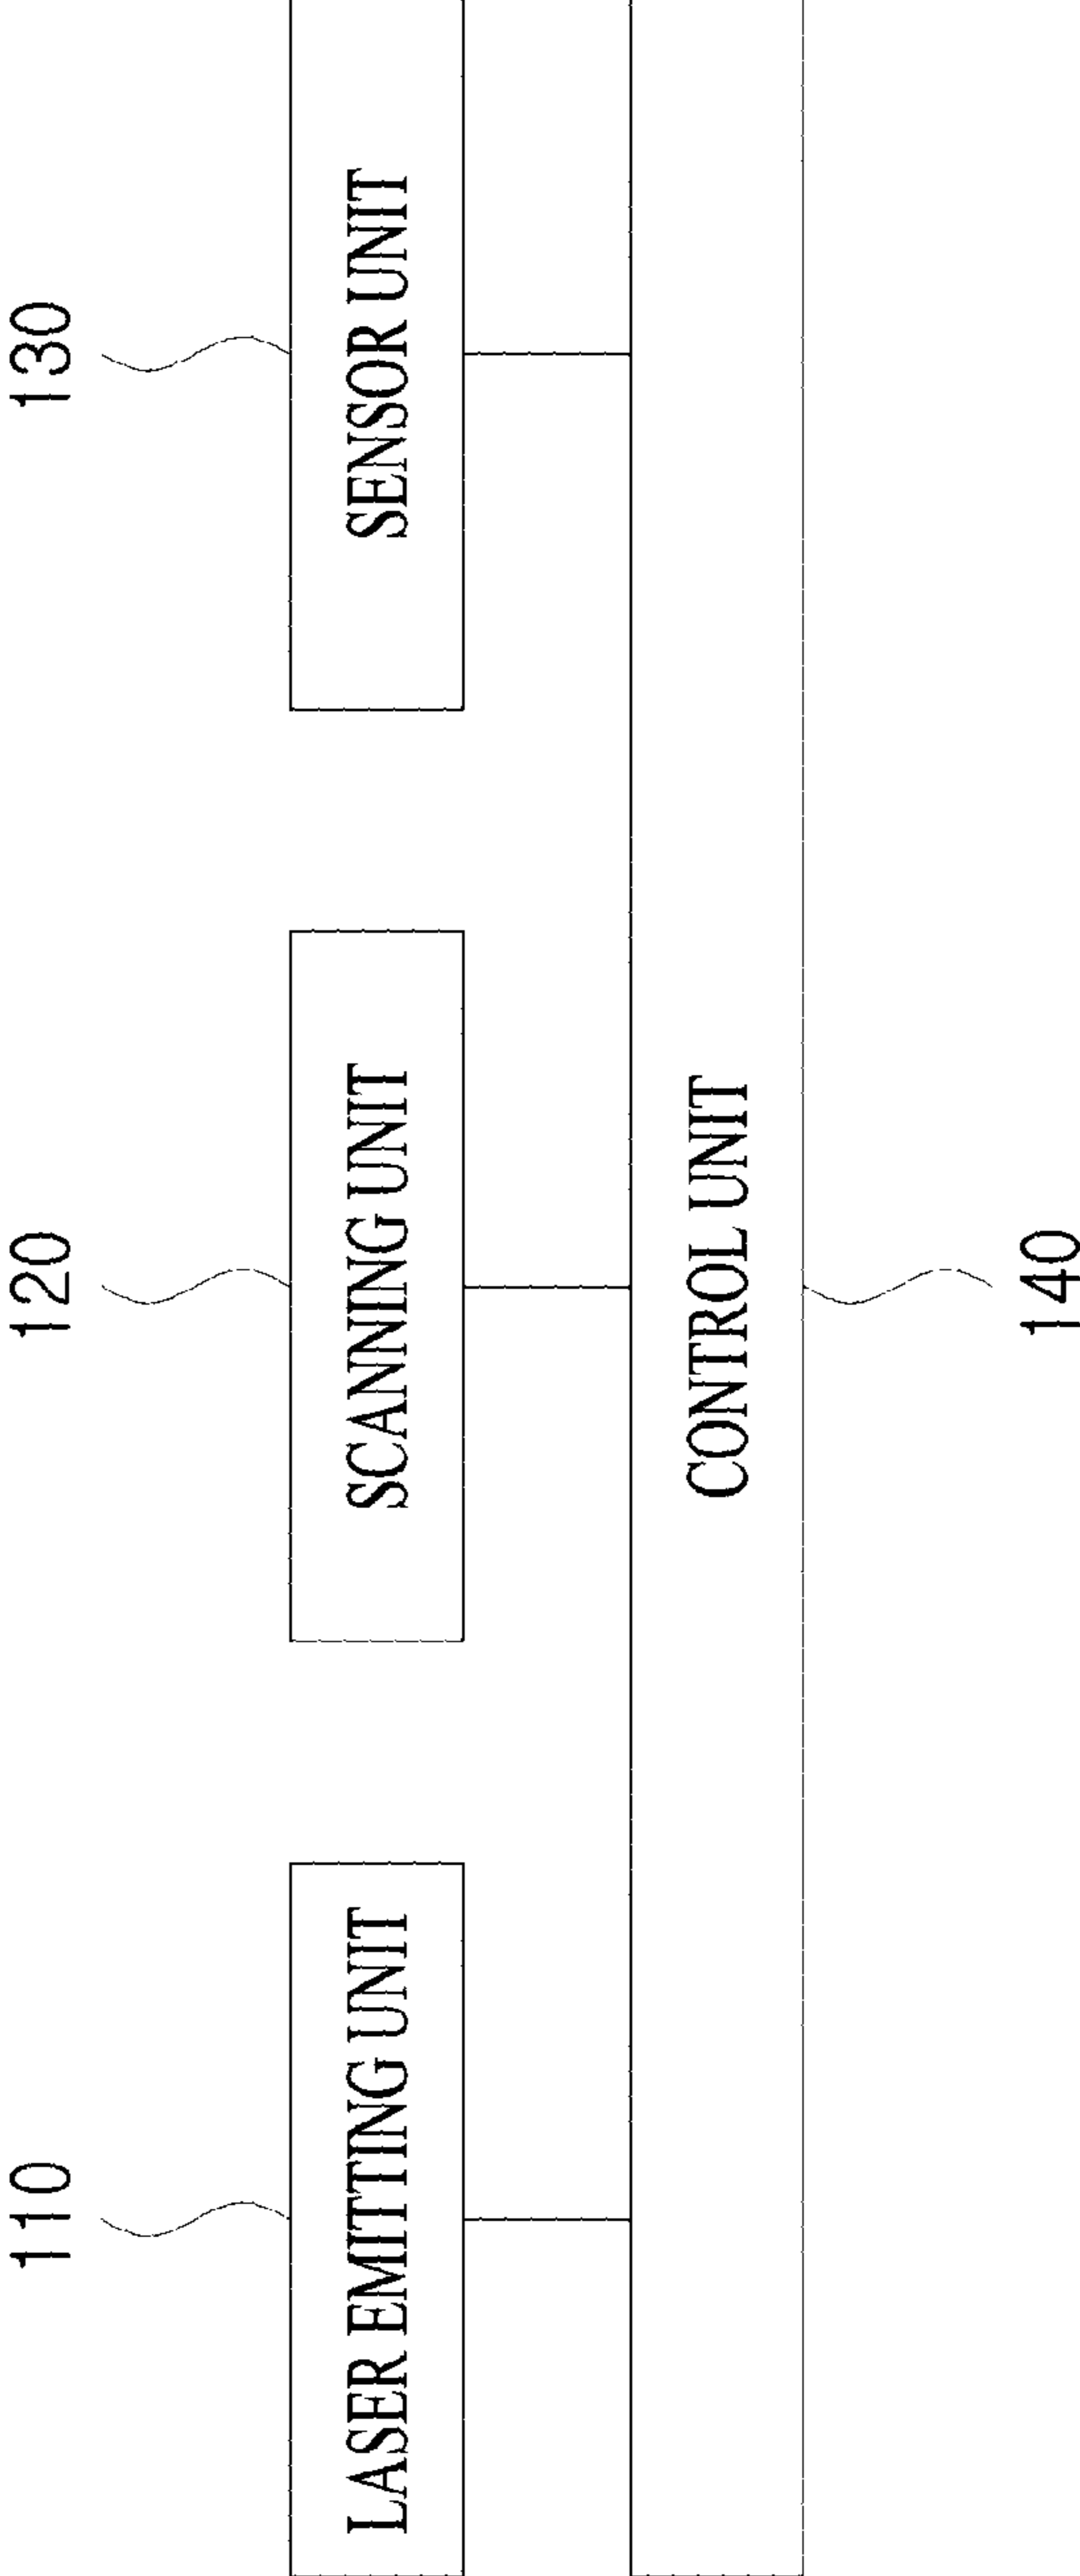 110
120
130
LASER EMITTING UNIT
SCANNING UNIT
SENSOR UNIT
CONTROL UNIT
140